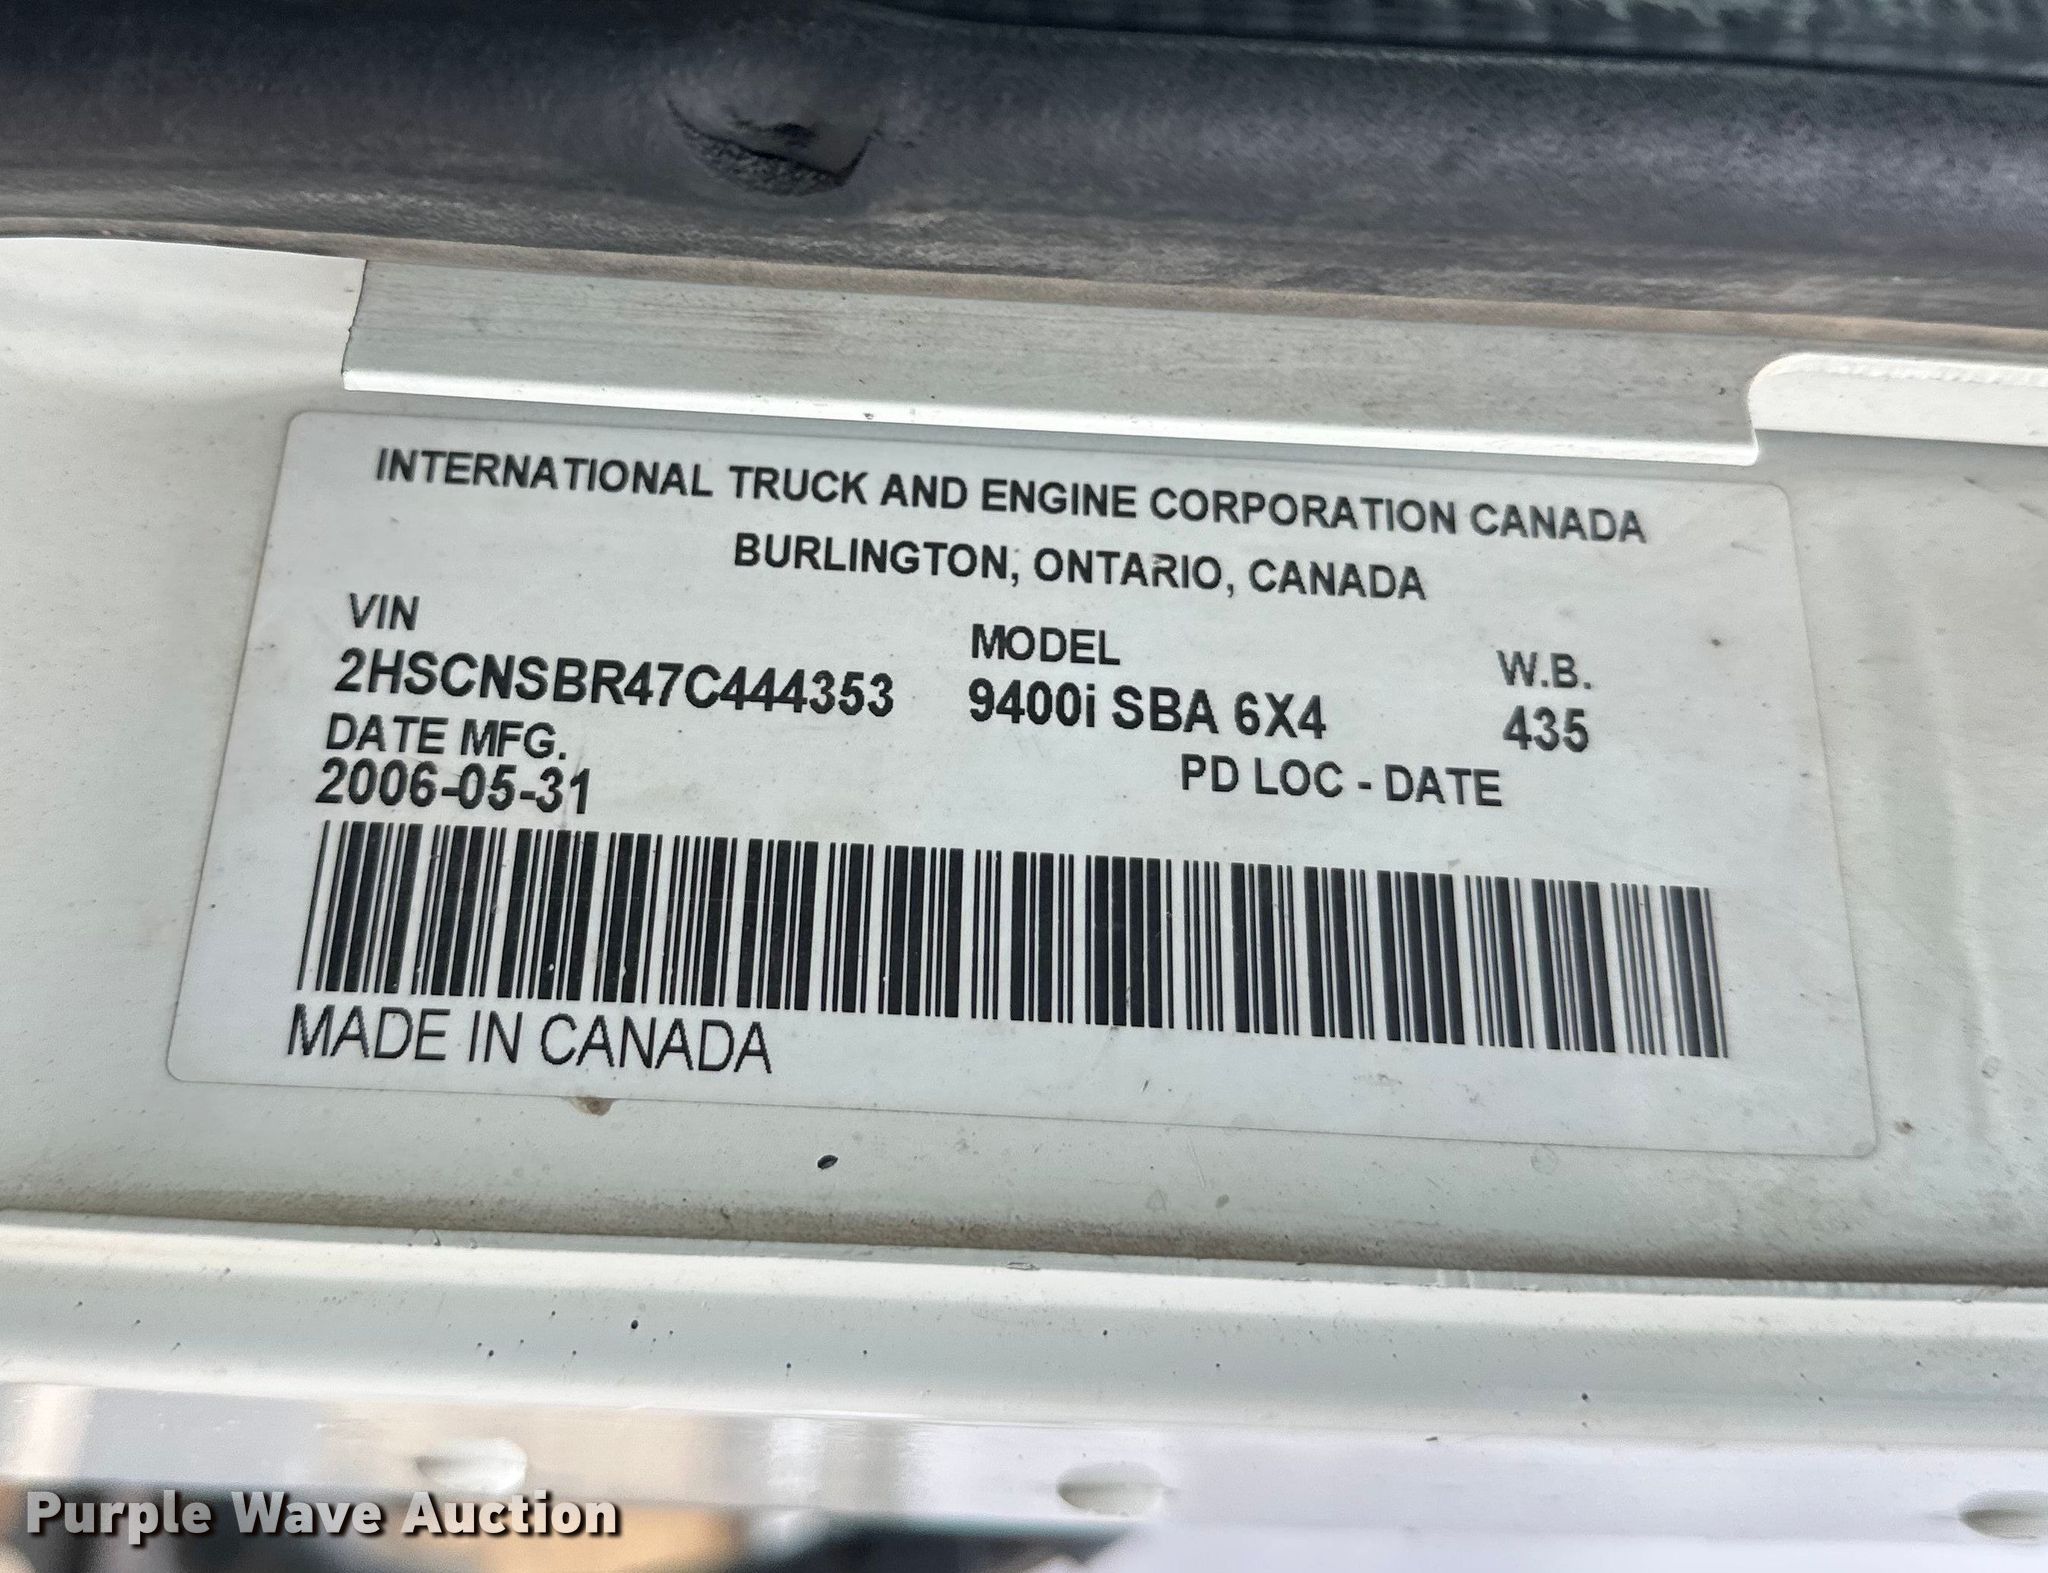 INTERNATIONAL TRUCK AND ENGINE CORPORATION CANADA
BURLINGTON, ONTARIO, CANADA
VIN MODEL W.B.
2HSCNSBR47C444353 9400i SBA 6X4 435
DATE MFG. PD LOC - DATE
2006-05-31
MADE IN CANADA
Purple Wave Auction